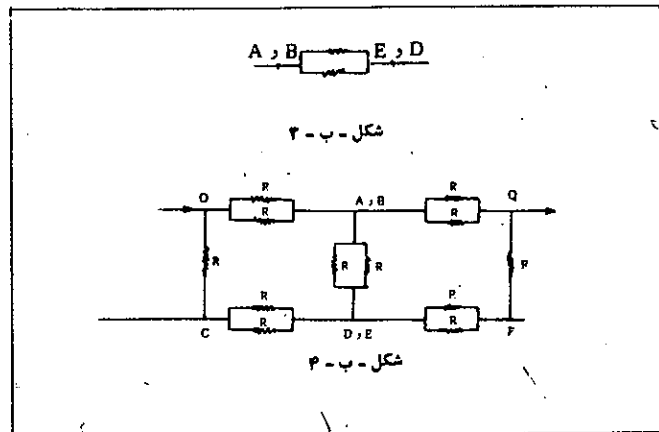 A و B E و D
شکل - ب - ۳
O R A و B R Q
R R
R R R R
R R
C R D و E R F
شکل - ب - ۴